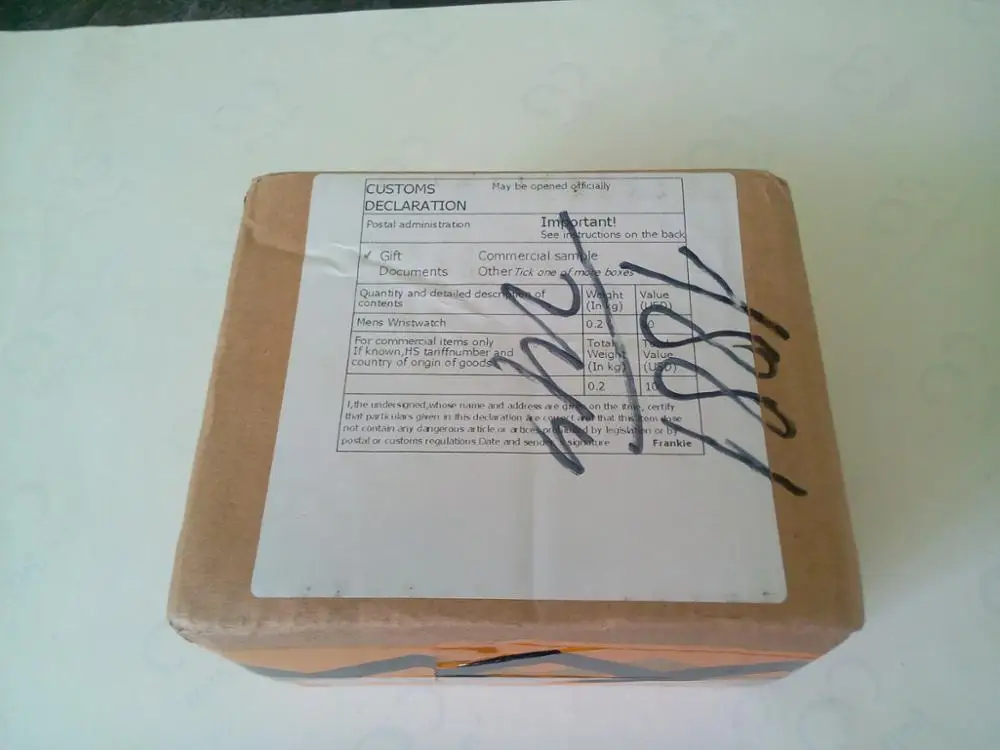 CUSTOMS May be opened officially
DECLARATION
Postal administration Important!
See instructions on the back
✓ Gift Commercial sample
Documents Other Tick one of more boxes
Quantity and detailed description of Weight Value
contents (In kg) (USD)
Mens Wristwatch 0.2
For commercial items only Total Total
If known,HS tariffnumber and Weight Value
country of origin of goods (In kg) (USD)
0.2 10
I,the undersigned,whose name and address are given on the item, certify
that particulars given in this declaration are correct and that this item
not contain any dangerous article or artices prohibited by legislation or by
postal or customs regulations.Date and sender signature Frankie